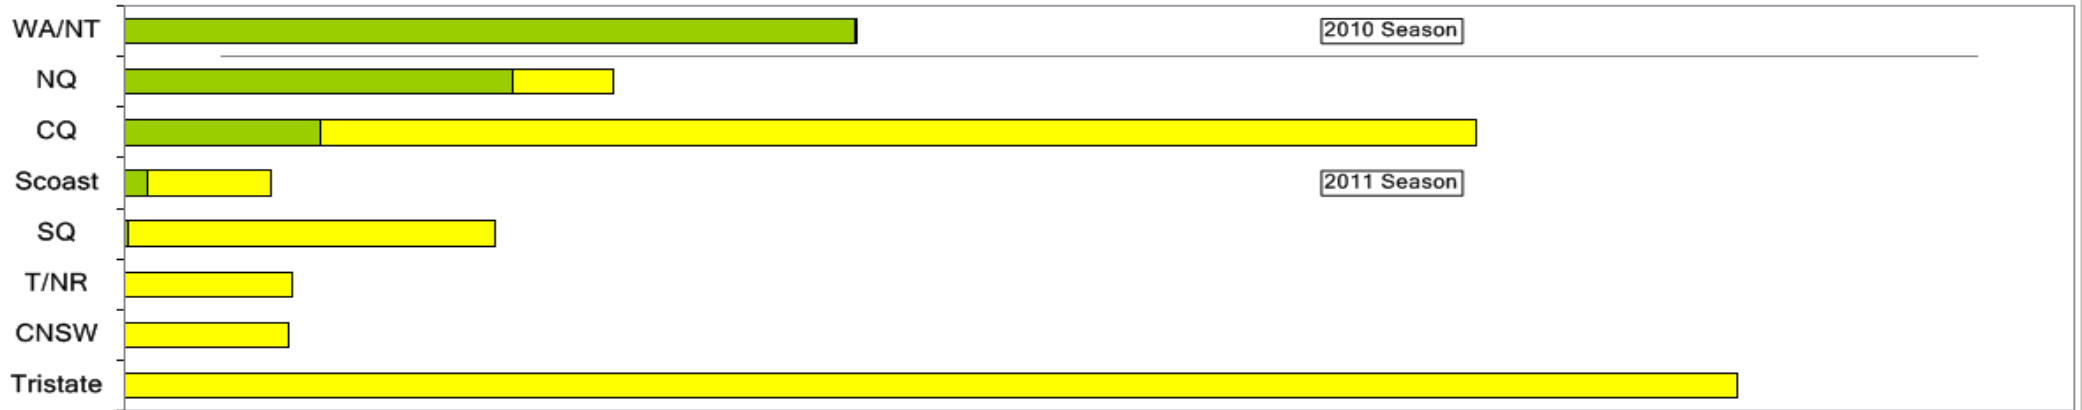 WA/NT
2010 Season
NQ
CQ
Scoast
2011 Season
SQ
T/NR
CNSW
Tristate